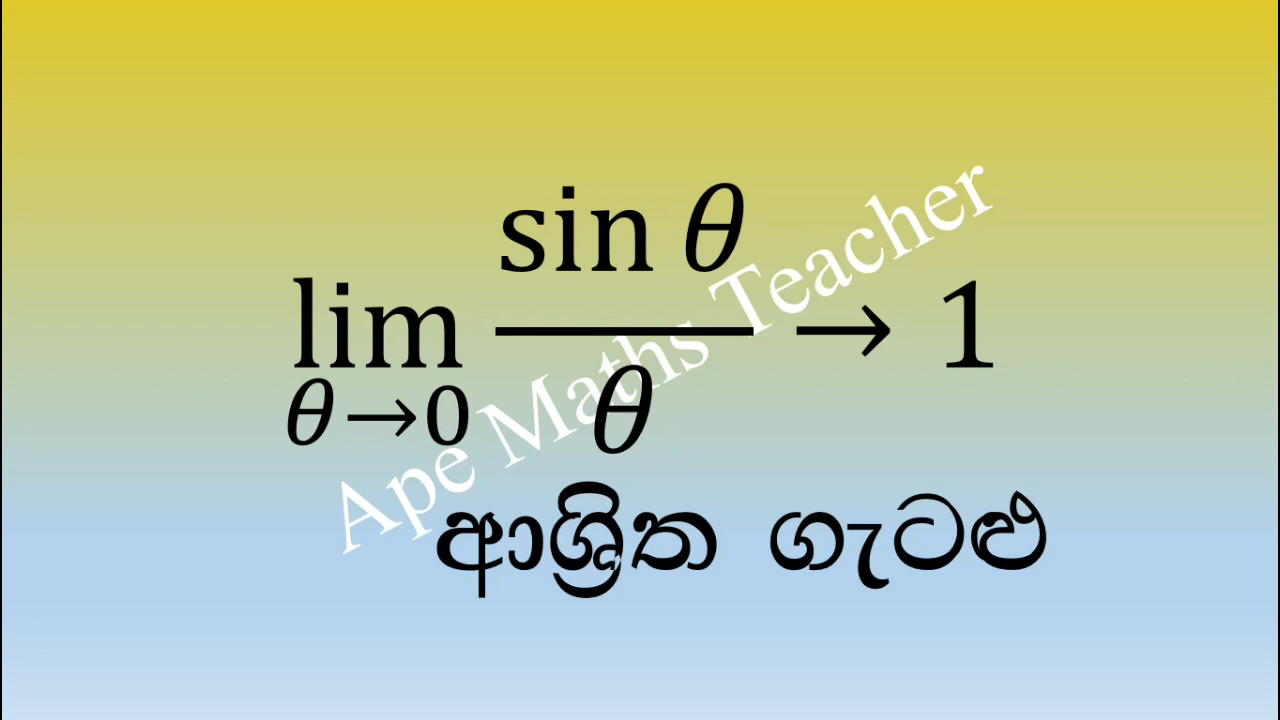 lim θ→0 sin θ / θ → 1
ආශ්‍රිත ගැටළු
Ape Maths Teacher